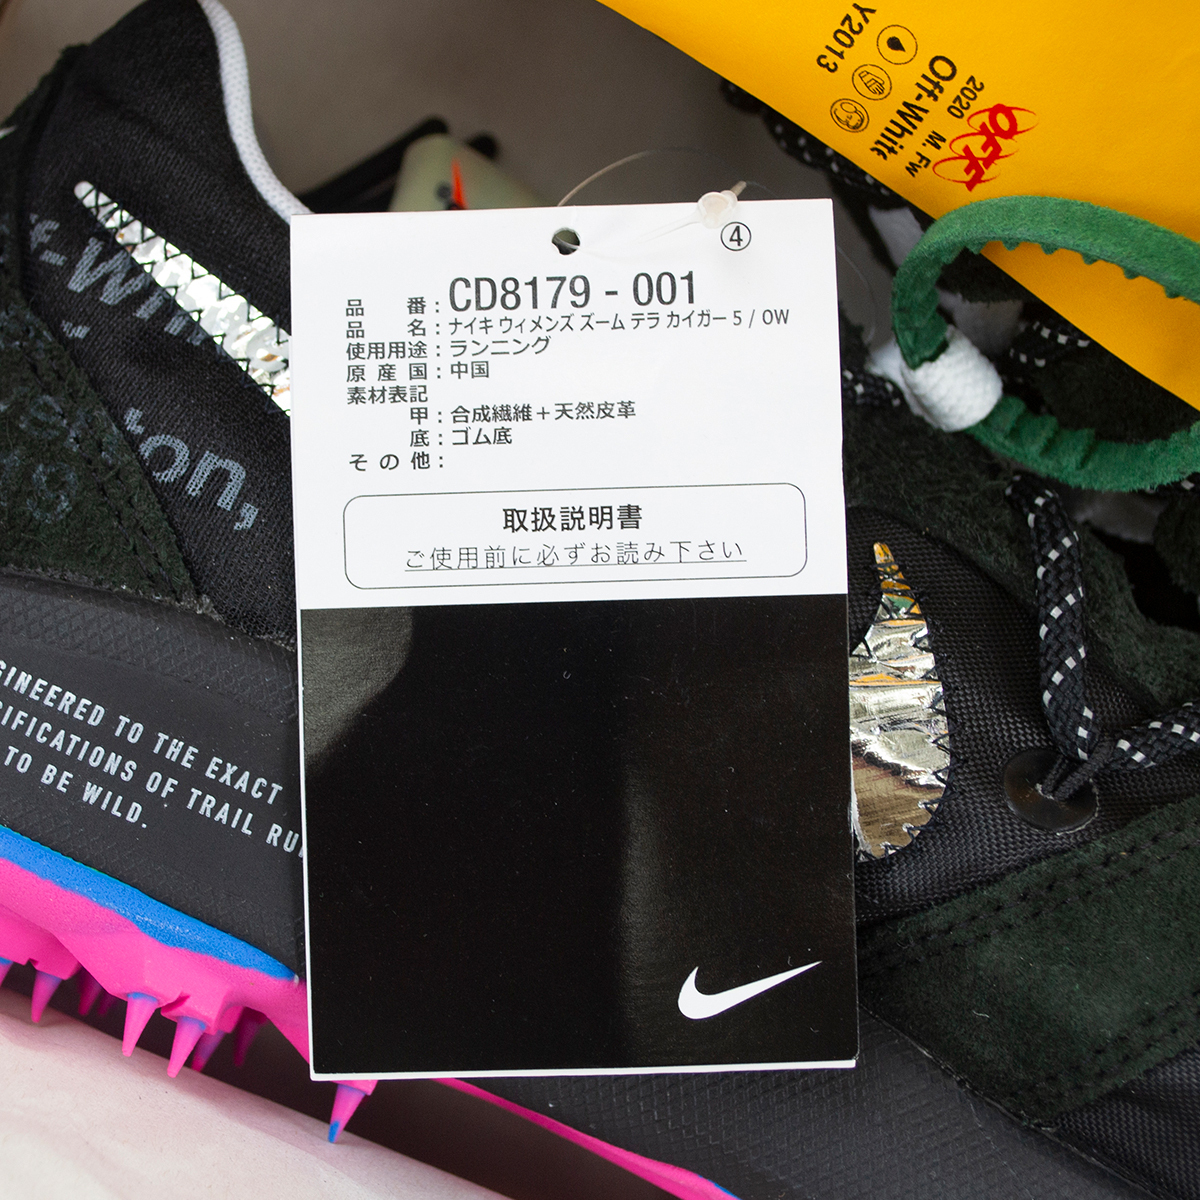 Y2013
2020
Off-White
M. Fw
OFF
④
品番：CD8179 - 001
品名：ナイキ ウィメンズ ズーム テラ カイガー 5 / OW
使用用途：ランニング
原産国：中国
素材表記
甲：合成繊維＋天然皮革
底：ゴム底
その他：
取扱説明書
ご使用前に必ずお読み下さい
GINEERED TO THE EXACT
CIFICATIONS OF TRAIL RU
TO BE WILD.